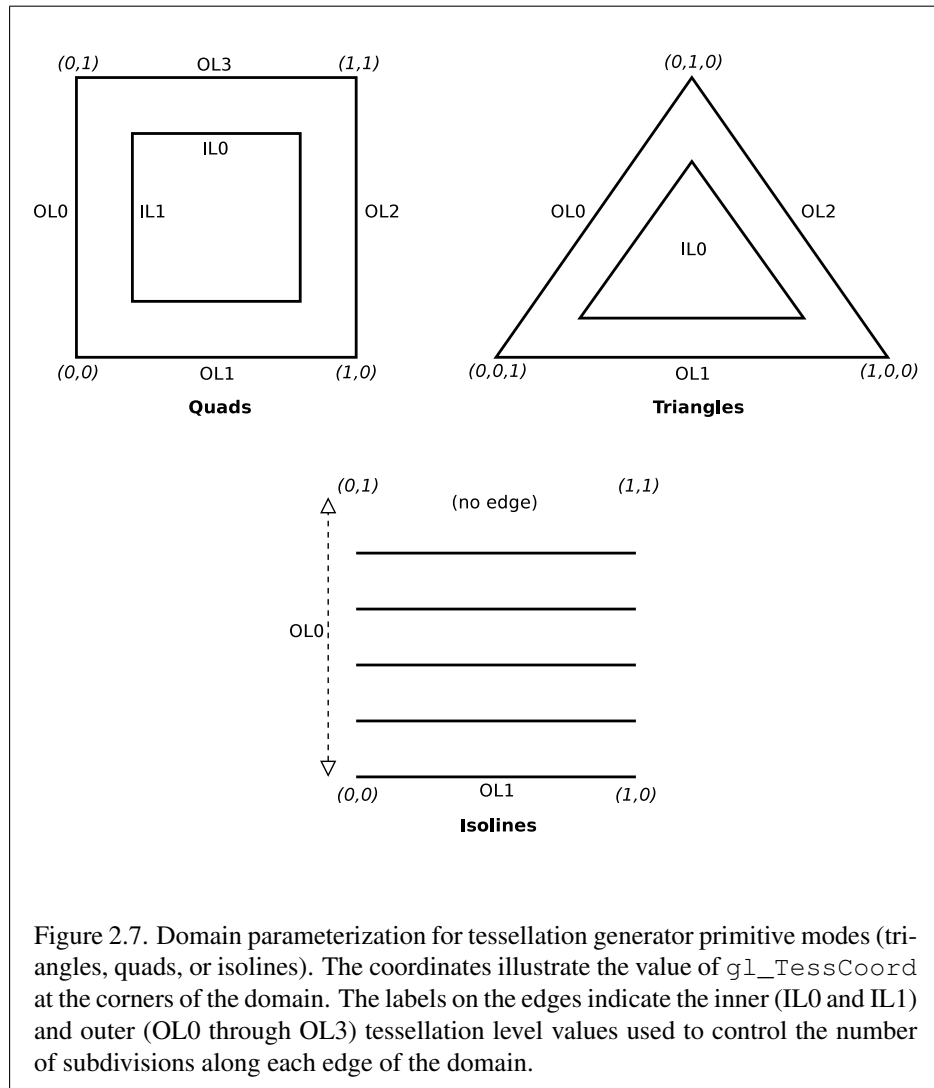 (0,1) OL3 (1,1)
IL0
OL0 IL1 OL2
(0,0) OL1 (1,0)
Quads
(0,1,0)
OL0 OL2
IL0
(0,0,1) OL1 (1,0,0)
Triangles
(0,1) (no edge) (1,1)
OL0
(0,0) OL1 (1,0)
Isolines
Figure 2.7. Domain parameterization for tessellation generator primitive modes (tri-
angles, quads, or isolines). The coordinates illustrate the value of gl_TessCoord
at the corners of the domain. The labels on the edges indicate the inner (IL0 and IL1)
and outer (OL0 through OL3) tessellation level values used to control the number
of subdivisions along each edge of the domain.